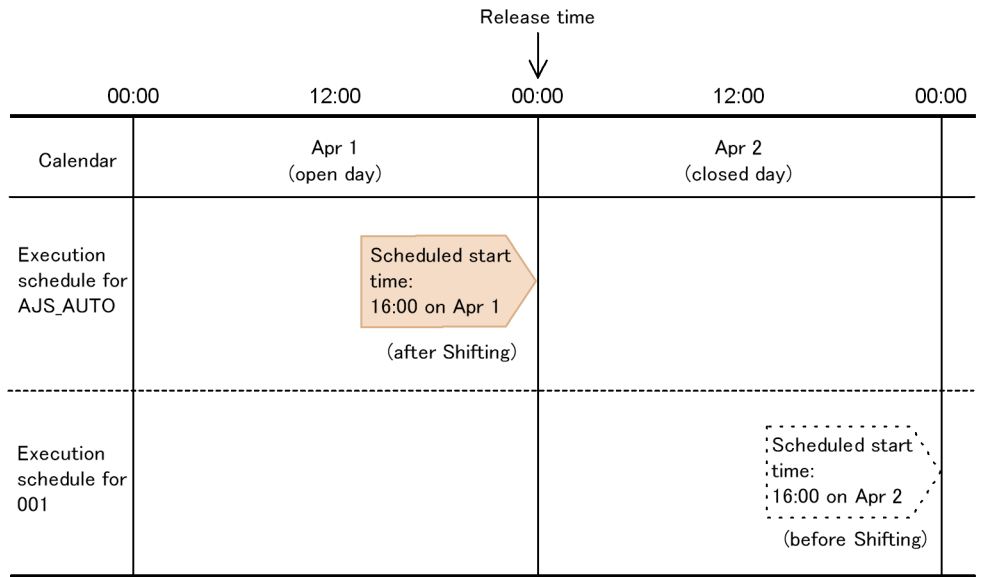 Release time
00:00 12:00 00:00 12:00 00:00
Calendar
Apr 1
(open day)
Apr 2
(closed day)
Execution
schedule for
AJS_AUTO
Scheduled start
time:
16:00 on Apr 1
(after Shifting)
Execution
schedule for
001
Scheduled start
time:
16:00 on Apr 2
(before Shifting)